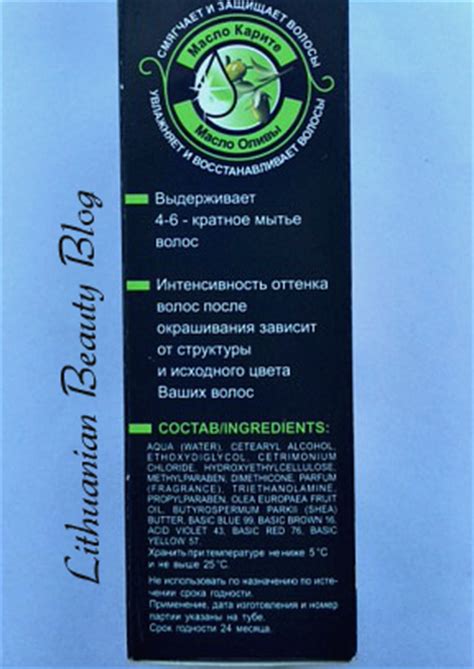 СМЯГЧАЕТ И ЗАЩИЩАЕТ ВОЛОСЫ
Масло Карите
Масло Оливы
УВЛАЖНЯЕТ И ВОССТАНАВЛИВАЕТ ВОЛОСЫ
Выдерживает
4-6 - кратное мытье
волос
Интенсивность оттенка
волос после
окрашивания зависит
от структуры
и исходного цвета
Ваших волос
СОСТАВ/INGREDIENTS:
AQUA (WATER), CETEARYL ALCOHOL,
ETHOXYDIGLYCOL, CETRIMONIUM
CHLORIDE, HYDROXYETHYLCELLULOSE,
METHYLPARABEN, DIMETHICONE, PARFUM
(FRAGRANCE), TRIETHANOLAMINE,
PROPYLPARABEN, OLEA EUROPAEA FRUIT
OIL, BUTYROSPERMUM PARKII (SHEA)
BUTTER, BASIC BLUE 99, BASIC BROWN 16,
ACID VIOLET 43, BASIC RED 76, BASIC
YELLOW 57.
Хранить при температуре не ниже 5°С
и не выше 25°С.
Не использовать по назначению по исте-
чении срока годности.
Применение, дата изготовления и номер
партии указаны на тубе.
Срок годности 24 месяца.
Lithuanian Beauty Blog